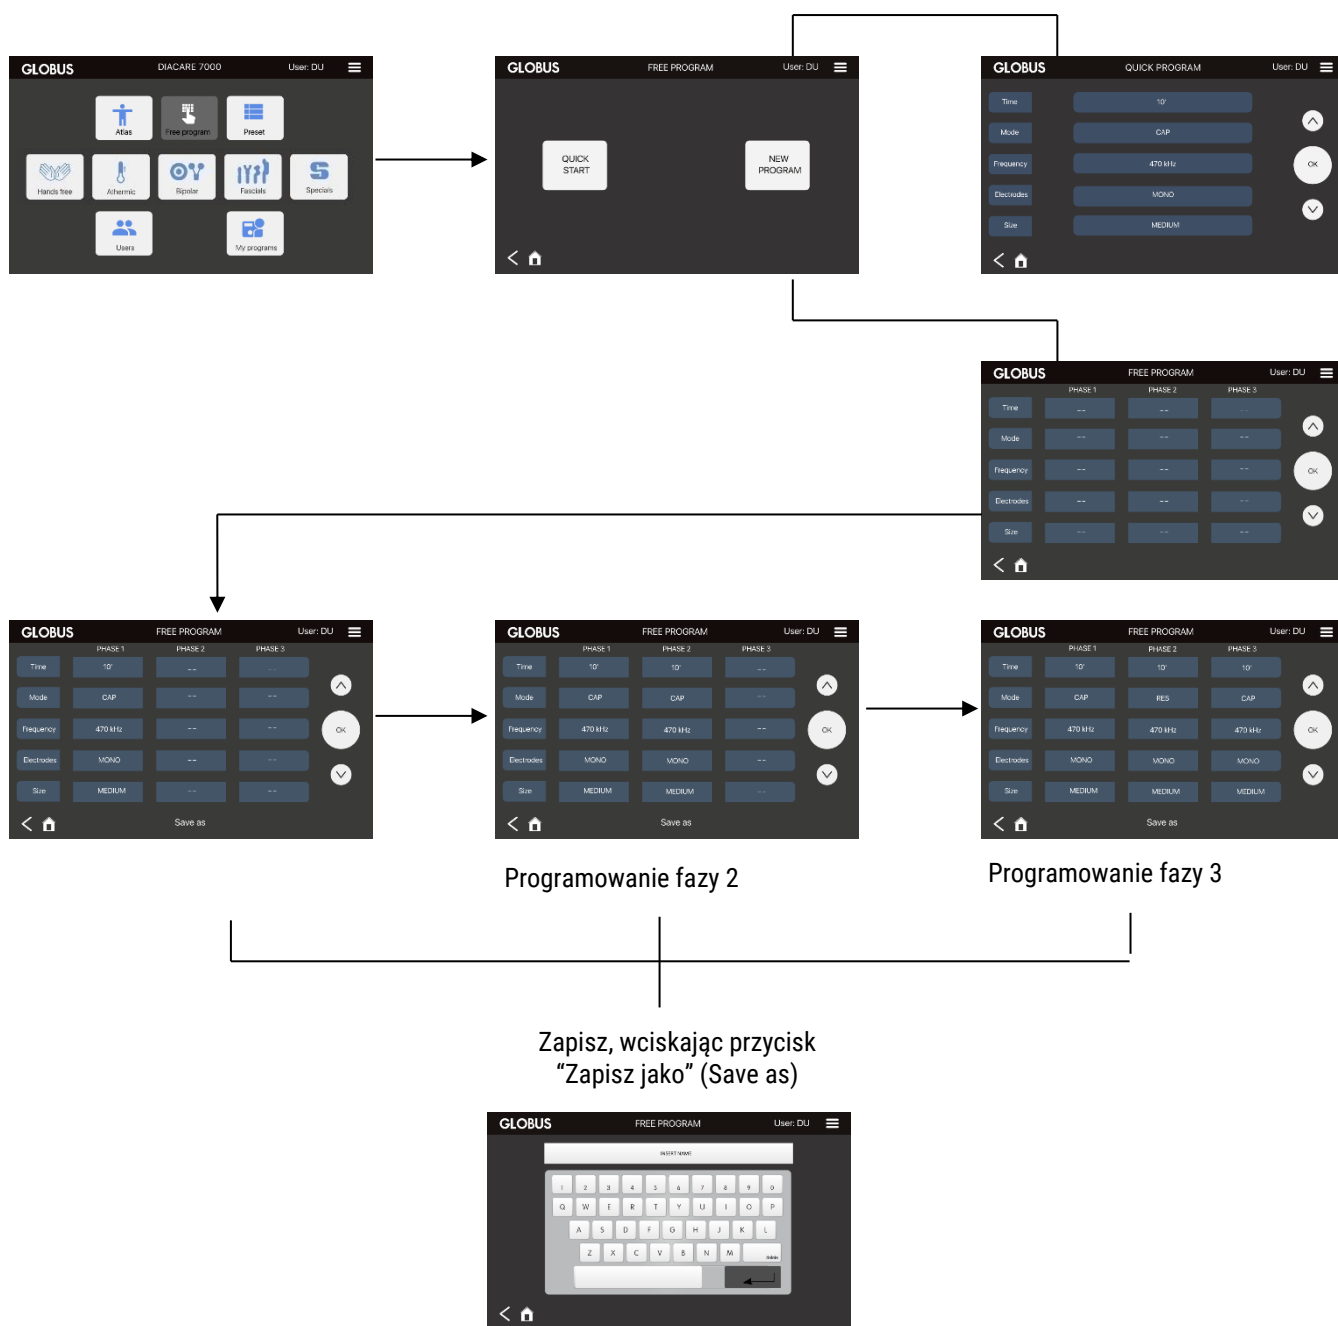 GLOBUS DIACARE 7000 User: DU
Atlas Free program Preset
Hands free Athermic Bipolar Fascials Specials
Users My programs
GLOBUS FREE PROGRAM User: DU
QUICK START
NEW PROGRAM
GLOBUS QUICK PROGRAM User: DU
Time 10'
Mode CAP
Frequency 470 kHz OK
Electrodes MONO
Size MEDIUM
GLOBUS FREE PROGRAM User: DU
PHASE 1 PHASE 2 PHASE 3
Time -- -- --
Mode -- -- --
Frequency -- -- -- OK
Electrodes -- -- --
Size -- -- --
GLOBUS FREE PROGRAM User: DU
PHASE 1 PHASE 2 PHASE 3
Time 10' -- --
Mode CAP -- --
Frequency 470 kHz -- -- OK
Electrodes MONO -- --
Size MEDIUM -- --
Save as
GLOBUS FREE PROGRAM User: DU
PHASE 1 PHASE 2 PHASE 3
Time 10' 10' --
Mode CAP CAP --
Frequency 470 kHz 470 kHz -- OK
Electrodes MONO MONO --
Size MEDIUM MEDIUM --
Save as
GLOBUS FREE PROGRAM User: DU
PHASE 1 PHASE 2 PHASE 3
Time 10' 10' 10'
Mode CAP RES CAP
Frequency 470 kHz 470 kHz 470 kHz OK
Electrodes MONO MONO MONO
Size MEDIUM MEDIUM MEDIUM
Save as
Programowanie fazy 2
Programowanie fazy 3
Zapisz, wciskając przycisk
“Zapisz jako” (Save as)
GLOBUS FREE PROGRAM User: DU
INSERT NAME
1 2 3 4 5 6 7 8 9 0
Q W E R T Y U I O P
A S D F G H J K L
Z X C V B N M